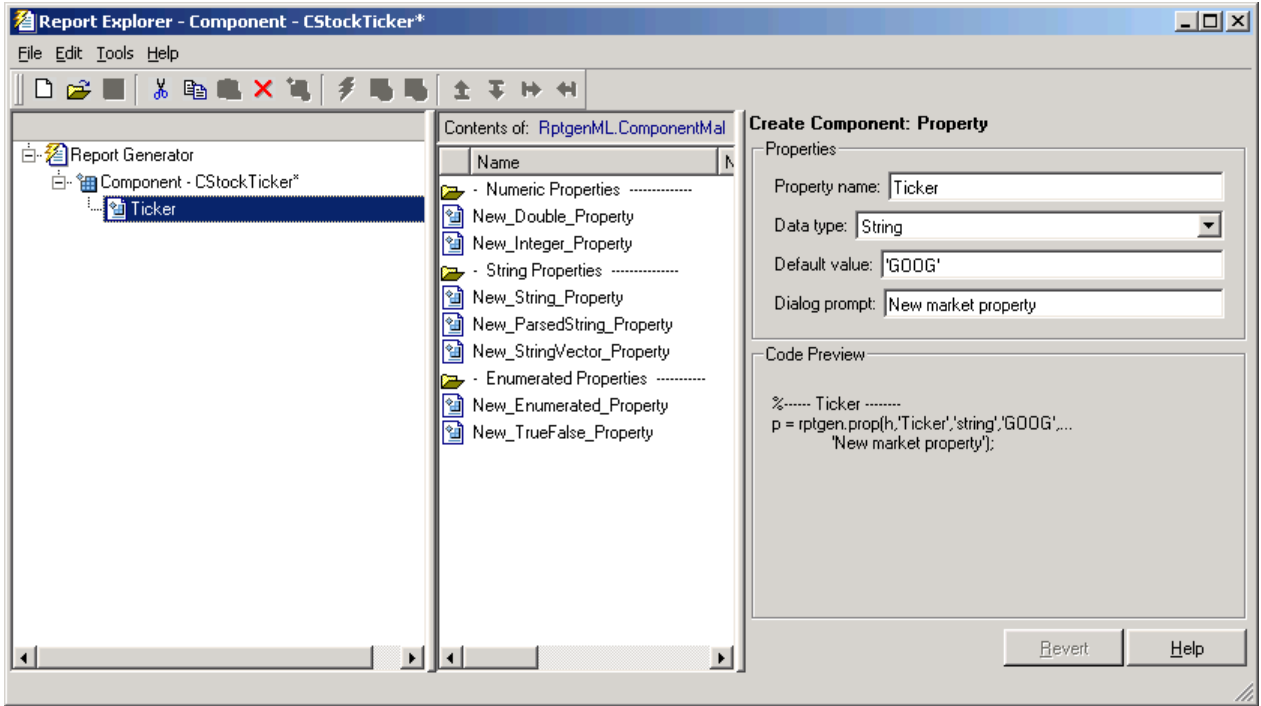 Report Explorer - Component - CStockTicker*
File Edit Tools Help
Report Generator
Component - CStockTicker*
Ticker
Contents of: RptgenML.ComponentMal
Name N
- Numeric Properties -------------
New_Double_Property
New_Integer_Property
- String Properties --------------
New_String_Property
New_ParsedString_Property
New_StringVector_Property
- Enumerated Properties ----------
New_Enumerated_Property
New_TrueFalse_Property
Create Component: Property
Properties
Property name: Ticker
Data type: String
Default value: 'GOOG'
Dialog prompt: New market property
Code Preview
%------ Ticker --------
p = rptgen.prop(h,'Ticker','string','GOOG',...
'New market property');
Revert Help